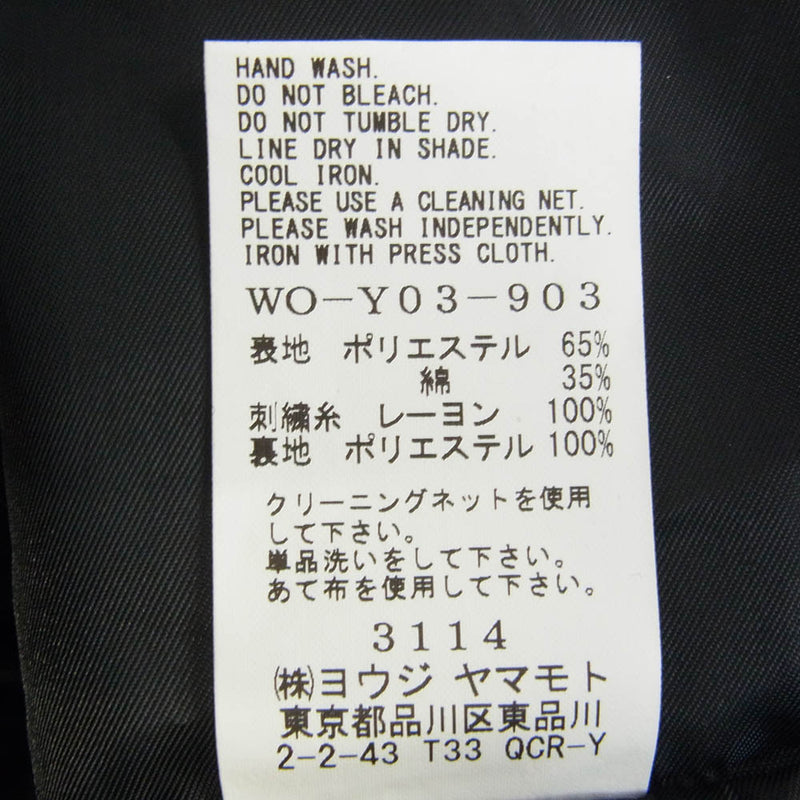 HAND WASH.
DO NOT BLEACH.
DO NOT TUMBLE DRY.
LINE DRY IN SHADE.
COOL IRON.
PLEASE USE A CLEANING NET.
PLEASE WASH INDEPENDENTLY.
IRON WITH PRESS CLOTH.
WO-Y03-903
表地 ポリエステル 65%
綿 35%
刺繍糸 レーヨン 100%
裏地 ポリエステル 100%
クリーニングネットを使用
して下さい。
単品洗いをして下さい。
あて布を使用して下さい。
3114
㈱ヨウジ ヤマモト
東京都品川区東品川
2-2-43 T33 QCR-Y